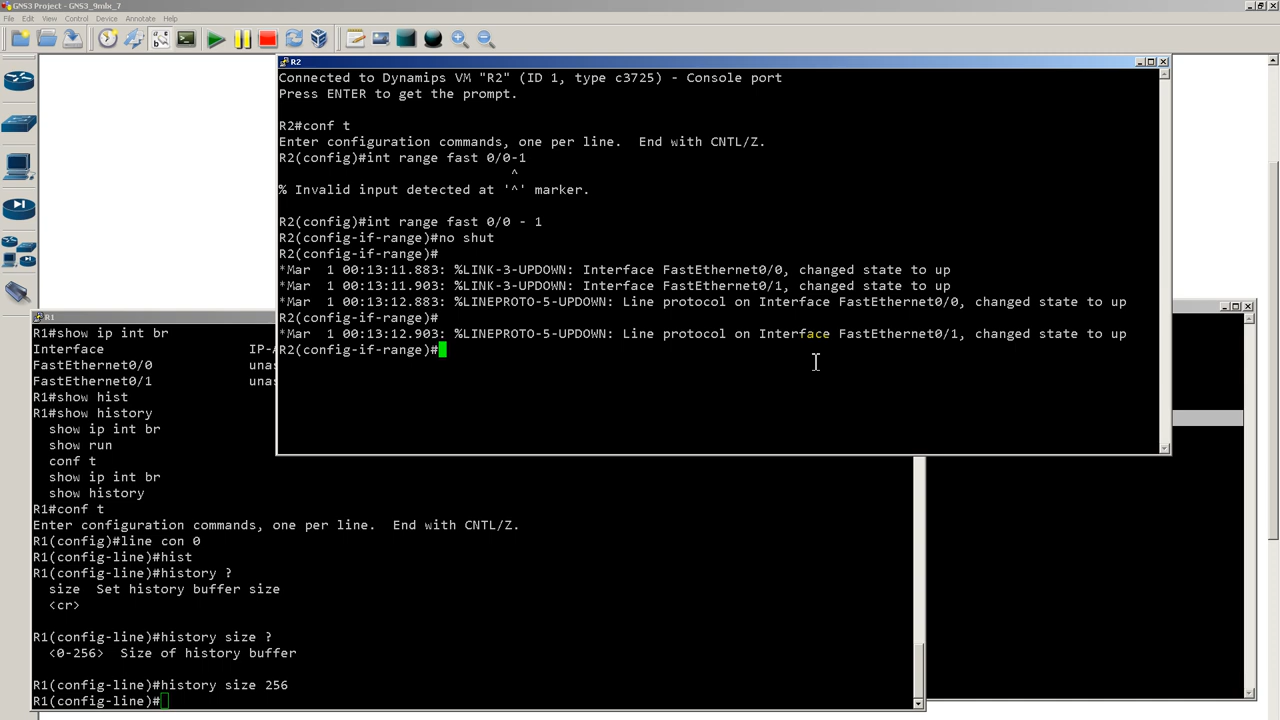 GNS3 Project - GNS3_9mlx_7
File Edit View Control Device Annotate Help
R2
Connected to Dynamips VM "R2" (ID 1, type c3725) - Console port
Press ENTER to get the prompt.
R2#conf t
Enter configuration commands, one per line.  End with CNTL/Z.
R2(config)#int range fast 0/0-1
^
% Invalid input detected at '^' marker.
R2(config)#int range fast 0/0 - 1
R2(config-if-range)#no shut
R2(config-if-range)#
*Mar  1 00:13:11.883: %LINK-3-UPDOWN: Interface FastEthernet0/0, changed state to up
*Mar  1 00:13:11.903: %LINK-3-UPDOWN: Interface FastEthernet0/1, changed state to up
*Mar  1 00:13:12.883: %LINEPROTO-5-UPDOWN: Line protocol on Interface FastEthernet0/0, changed state to up
R2(config-if-range)#
*Mar  1 00:13:12.903: %LINEPROTO-5-UPDOWN: Line protocol on Interface FastEthernet0/1, changed state to up
R2(config-if-range)#
R1
R1#show ip int br
Interface IP-A
FastEthernet0/0 unas
FastEthernet0/1 unas
R1#show hist
R1#show history
show ip int br
show run
conf t
show ip int br
show history
R1#conf t
Enter configuration commands, one per line.  End with CNTL/Z.
R1(config)#line con 0
R1(config-line)#hist
R1(config-line)#history ?
size  Set history buffer size
<cr>
R1(config-line)#history size ?
<0-256>  Size of history buffer
R1(config-line)#history size 256
R1(config-line)#